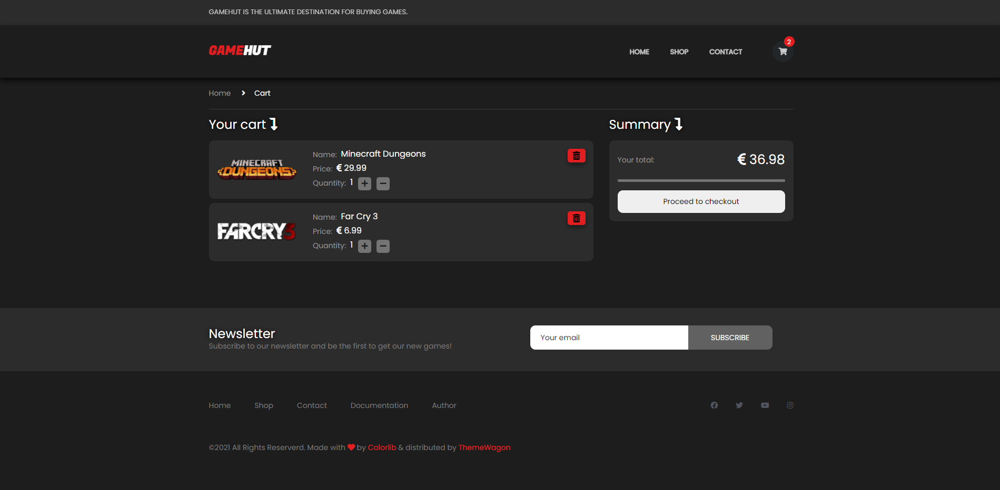 GAMEHUT IS THE ULTIMATE DESTINATION FOR BUYING GAMES.
GAMEHUT
HOME SHOP CONTACT 2
Home Cart
Your cart
MINECRAFT
DUNGEONS
Name: Minecraft Dungeons
Price: € 29.99
Quantity: 1 + −
FARCRY3
Name: Far Cry 3
Price: € 6.99
Quantity: 1 + −
Summary
Your total: € 36.98
Proceed to checkout
Newsletter
Subscribe to our newsletter and be the first to get our new games!
Your email SUBSCRIBE
Home Shop Contact Documentation Author
©2021 All Rights Reserverd. Made with ❤ by Colorlib & distributed by ThemeWagon